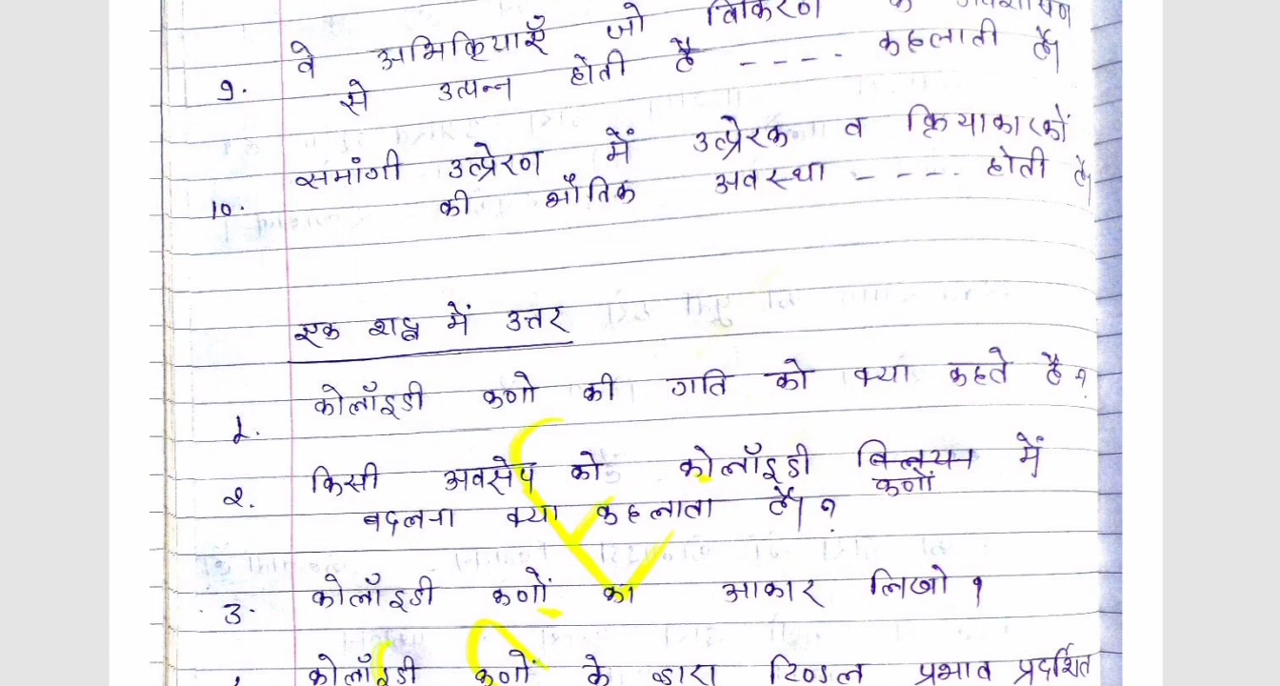 वे अभिक्रियाएँ जो विकिरण के
9. से उत्पन्न होती है ---- कहलाती है।
समांगी उत्प्रेरण में उत्प्रेरक व क्रियाकारकों
10. की भौतिक अवस्था ---- होती है।
एक शब्द में उत्तर
1. कोलॉइडी कणो की गति को क्या कहते है ?
2. किसी अवक्षेप को कोलॉइडी विलयन में
कणों
बदलना क्या कहलाता है। ?
3. कोलॉइडी कणों का आकार लिखो ?
कोलॉइडी कणों के द्वारा टिण्डल प्रभाव प्रदर्शित